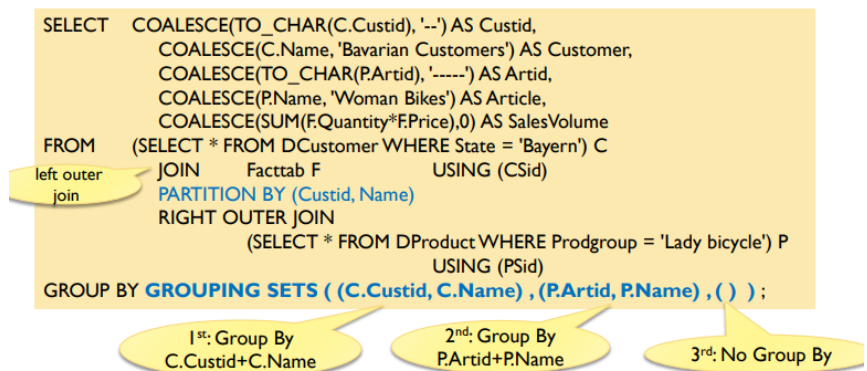 SELECT COALESCE(TO_CHAR(C.Custid), '--') AS Custid,
COALESCE(C.Name, 'Bavarian Customers') AS Customer,
COALESCE(TO_CHAR(P.Artid), '-----') AS Artid,
COALESCE(P.Name, 'Woman Bikes') AS Article,
COALESCE(SUM(F.Quantity*F.Price),0) AS SalesVolume
FROM (SELECT * FROM DCustomer WHERE State = 'Bayern') C
left outer
join
JOIN Facttab F USING (CSid)
PARTITION BY (Custid, Name)
RIGHT OUTER JOIN
(SELECT * FROM DProduct WHERE Prodgroup = 'Lady bicycle') P
USING (PSid)
GROUP BY GROUPING SETS ( (C.Custid, C.Name) , (P.Artid, P.Name) , ( ) ) ;
1st: Group By
C.Custid+C.Name
2nd: Group By
P.Artid+P.Name
3rd: No Group By